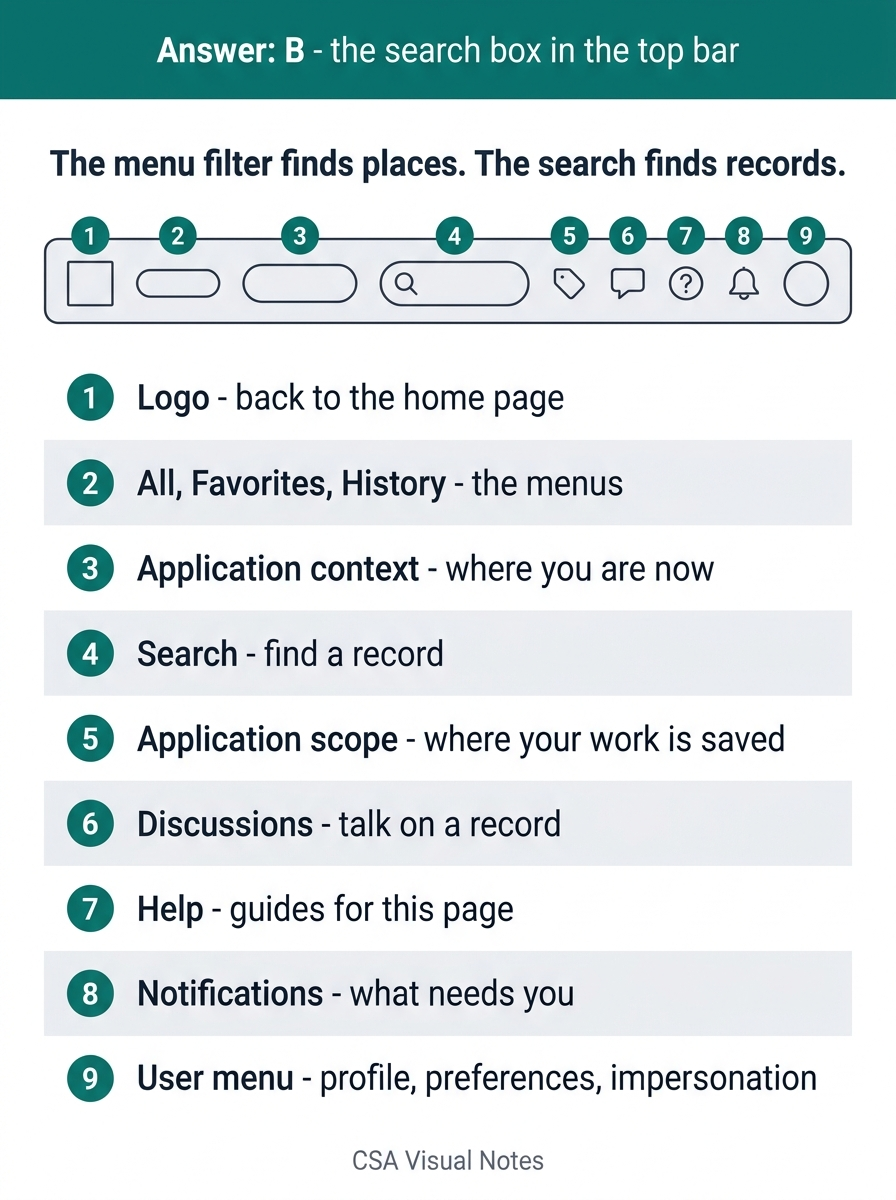 Answer: B - the search box in the top bar
The menu filter finds places. The search finds records.
1 2 3 4 5 6 7 8 9
?
1 Logo - back to the home page
2 All, Favorites, History - the menus
3 Application context - where you are now
4 Search - find a record
5 Application scope - where your work is saved
6 Discussions - talk on a record
7 Help - guides for this page
8 Notifications - what needs you
9 User menu - profile, preferences, impersonation
CSA Visual Notes